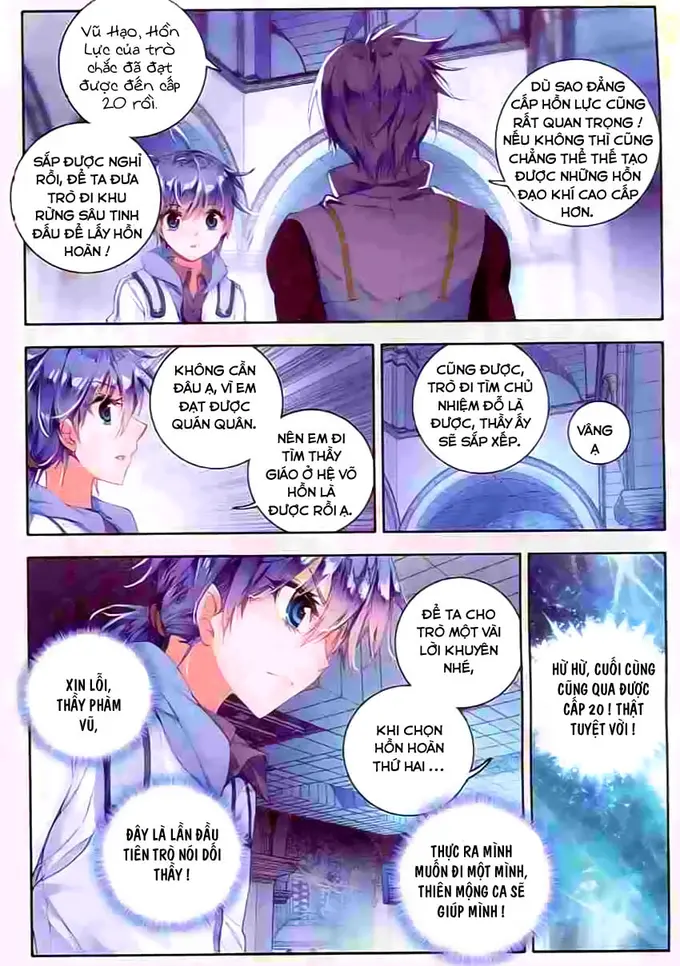 Vũ Hạo, Hồn
Lực của trò
chắc đã đạt
được đến cấp
20 rồi.
SẮP ĐƯỢC NGHỈ
RỒI, ĐỂ TA ĐƯA
TRÒ ĐI KHU
RỪNG SÂU TINH
ĐẤU ĐỂ LẤY HỒN
HOÀN !
DÙ SAO ĐẲNG
CẤP HỒN LỰC CŨNG
RẤT QUAN TRỌNG !
NẾU KHÔNG THÌ CŨNG
CHẲNG THỂ THẾ TẠO
ĐƯỢC NHỮNG HỒN
ĐẠO KHÍ CAO CẤP
HƠN.
KHÔNG CẦN
ĐÂU Ạ, VÌ EM
ĐẠT ĐƯỢC
QUÁN QUÂN.
NÊN EM ĐI
TÌM THẦY
GIÁO Ở HỆ VÕ
HỒN LÀ
ĐƯỢC RỒI Ạ.
CŨNG ĐƯỢC,
TRÒ ĐI TÌM CHỦ
NHIỆM ĐỖ LÀ
ĐƯỢC, THẦY ẤY
SẼ SẮP XẾP.
VÂNG
Ạ
ĐỂ TA CHO
TRÒ MỘT VÀI
LỜI KHUYÊN
NHÉ,
KHI CHỌN
HỒN HOÀN
THỨ HAI ...
XIN LỖI,
THẦY PHÀM
VŨ,
ĐÂY LÀ LẦN ĐẦU
TIÊN TRÒ NÓI DỐI
THẦY !
THỰC RA MÌNH
MUỐN ĐI MỘT MÌNH,
THIÊN MỘNG CA SẼ
GIÚP MÌNH !
HỪ HỪ, CUỐI CÙNG
CŨNG QUA ĐƯỢC
CẤP 20 ! THẬT
TUYỆT VỜI !